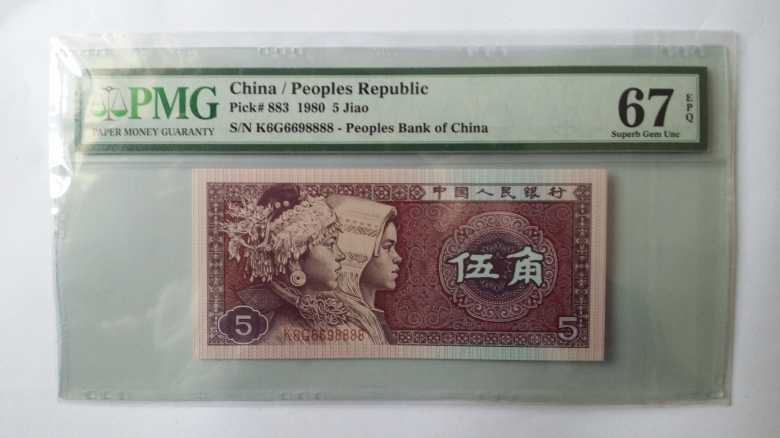 PMG
PAPER MONEY GUARANTY
China / Peoples Republic
Pick# 883 1980 5 Jiao
S/N K6G6698888 - Peoples Bank of China
67
EPQ
Superb Gem Unc
中国人民银行
伍角
5
K8G6698888
5